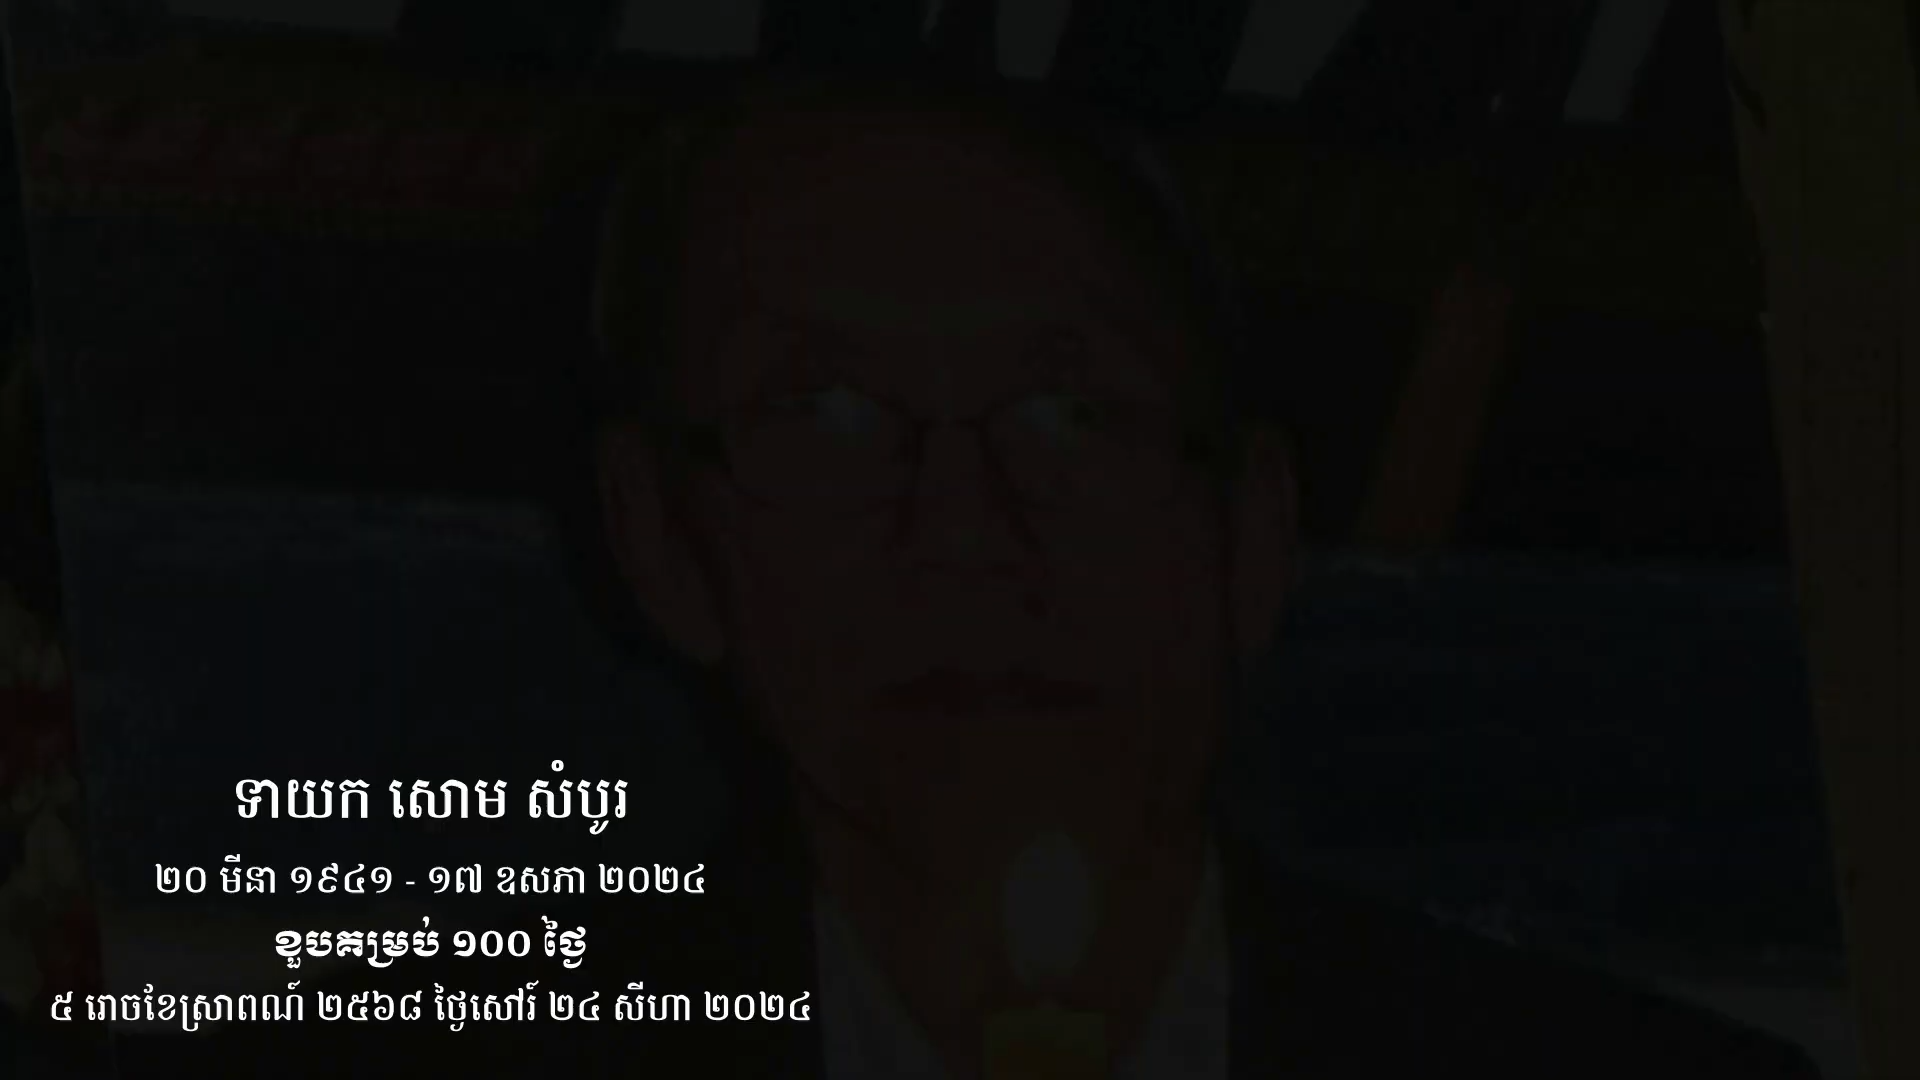 ទាយក សោម សំបូរ
២០ មីនា ១៩៤១ - ១៧ ឧសភា ២០២៤
ខួបគម្រប់ ១០០ ថ្ងៃ
៥ រោចខែស្រាពណ៍ ២៥៦៨ ថ្ងៃសៅរ៍ ២៤ សីហា ២០២៤